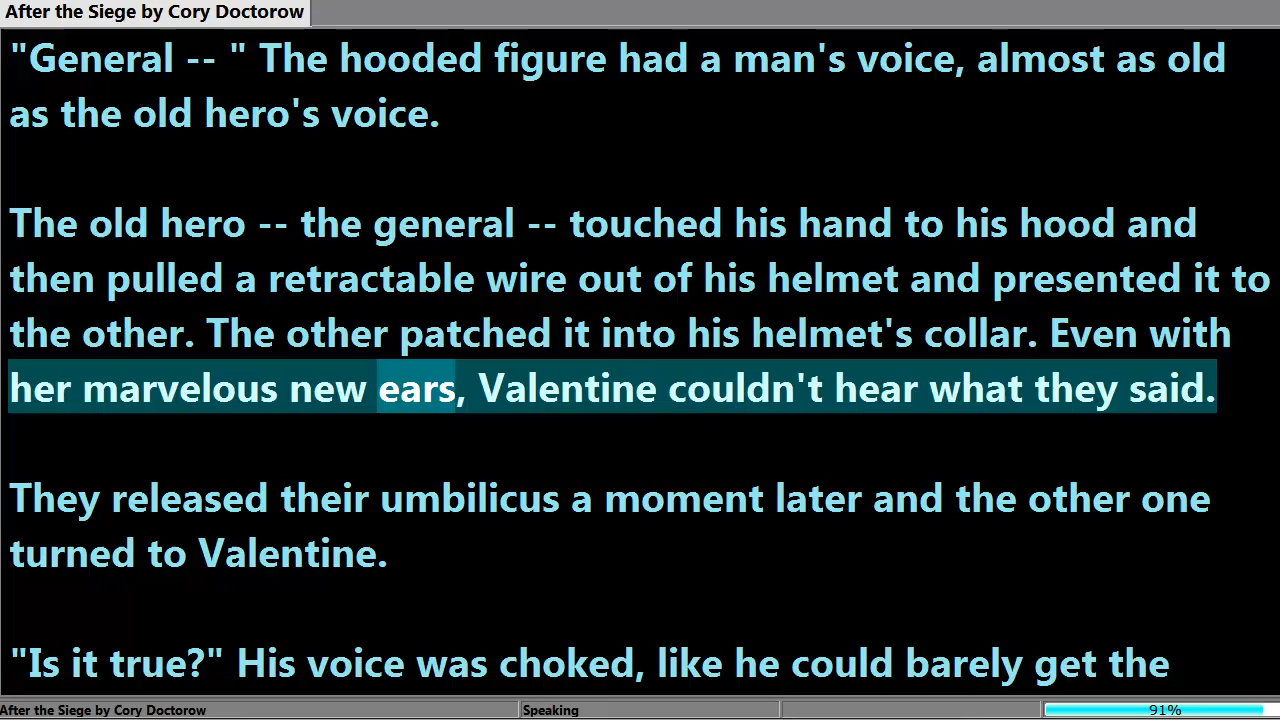 After the Siege by Cory Doctorow
"General -- " The hooded figure had a man's voice, almost as old
as the old hero's voice.
The old hero -- the general -- touched his hand to his hood and
then pulled a retractable wire out of his helmet and presented it to
the other. The other patched it into his helmet's collar. Even with
her marvelous new ears, Valentine couldn't hear what they said.
They released their umbilicus a moment later and the other one
turned to Valentine.
"Is it true?" His voice was choked, like he could barely get the
After the Siege by Cory Doctorow
Speaking
91%